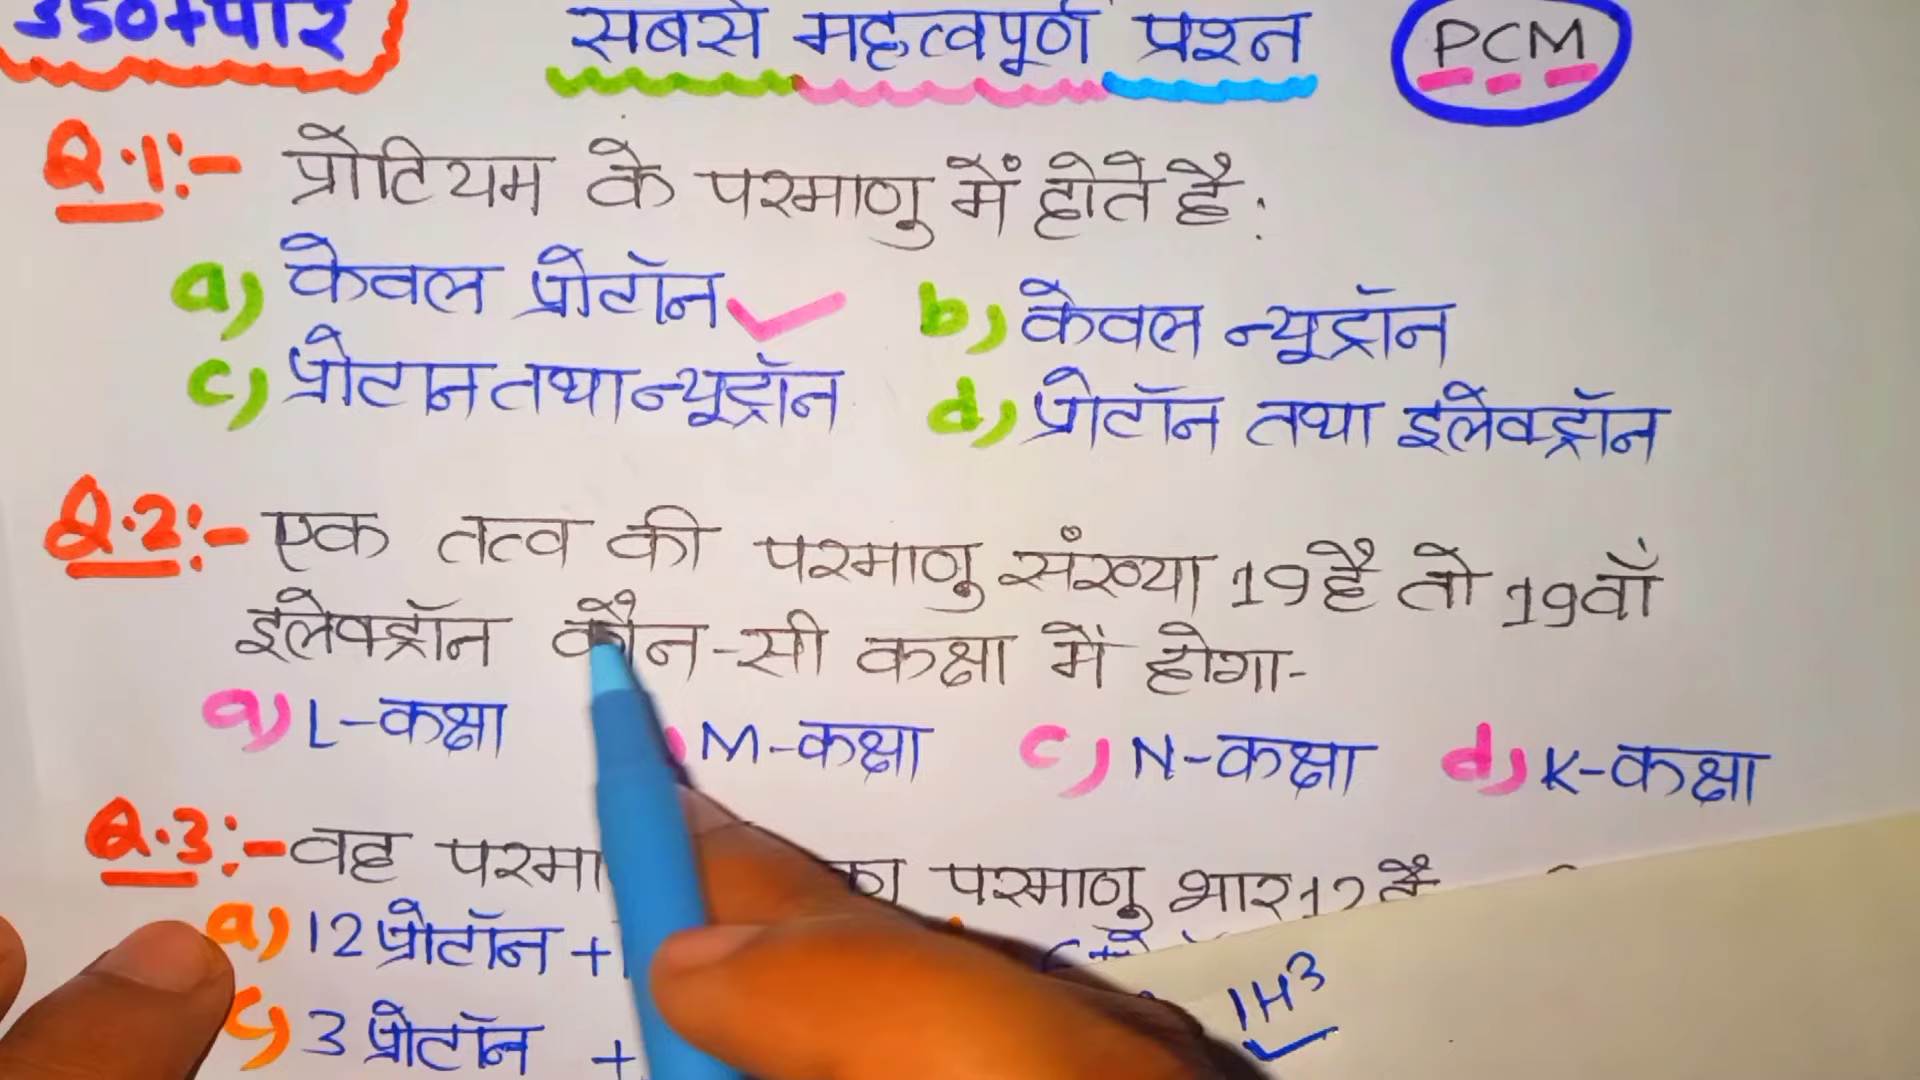 350+पार सबसे महत्वपूर्ण प्रश्न PCM
Q.1:- प्रोटियम के परमाणु में होते है:
a) केवल प्रोटॉन b) केवल न्यूट्रॉन
c) प्रोटान तथा न्यूट्रॉन d) प्रोटॉन तथा इलेक्ट्रॉन
Q.2:- एक तत्व की परमाणु संख्या 19 है तो 19वाँ
इलेक्ट्रॉन कौन-सी कक्षा में होगा-
a) L-कक्षा ) M-कक्षा c) N-कक्षा d) K-कक्षा
Q.3:- वह परमा का परमाणु भार 12 है
a) 12 प्रोटॉन +
c) 3 प्रोटॉन +
1H3